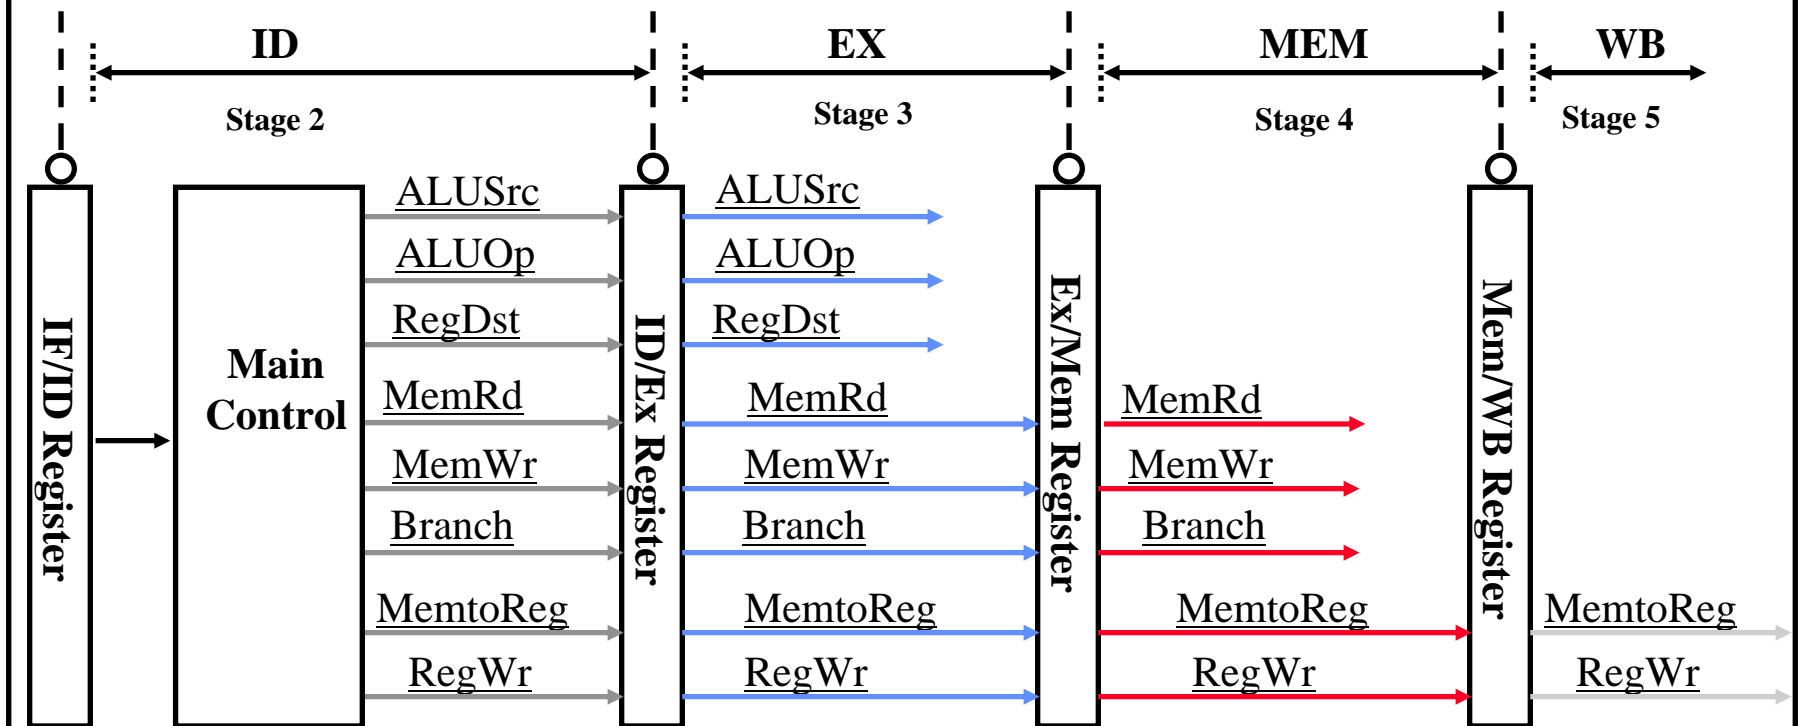 ID
EX
MEM
WB
Stage 2
Stage 3
Stage 4
Stage 5
IF/ID Register
Main
Control
ALUSrc
ALUOp
RegDst
MemRd
MemWr
Branch
MemtoReg
RegWr
ID/Ex Register
ALUSrc
ALUOp
RegDst
MemRd
MemWr
Branch
MemtoReg
RegWr
Ex/Mem Register
MemRd
MemWr
Branch
MemtoReg
RegWr
Mem/WB Register
MemtoReg
RegWr